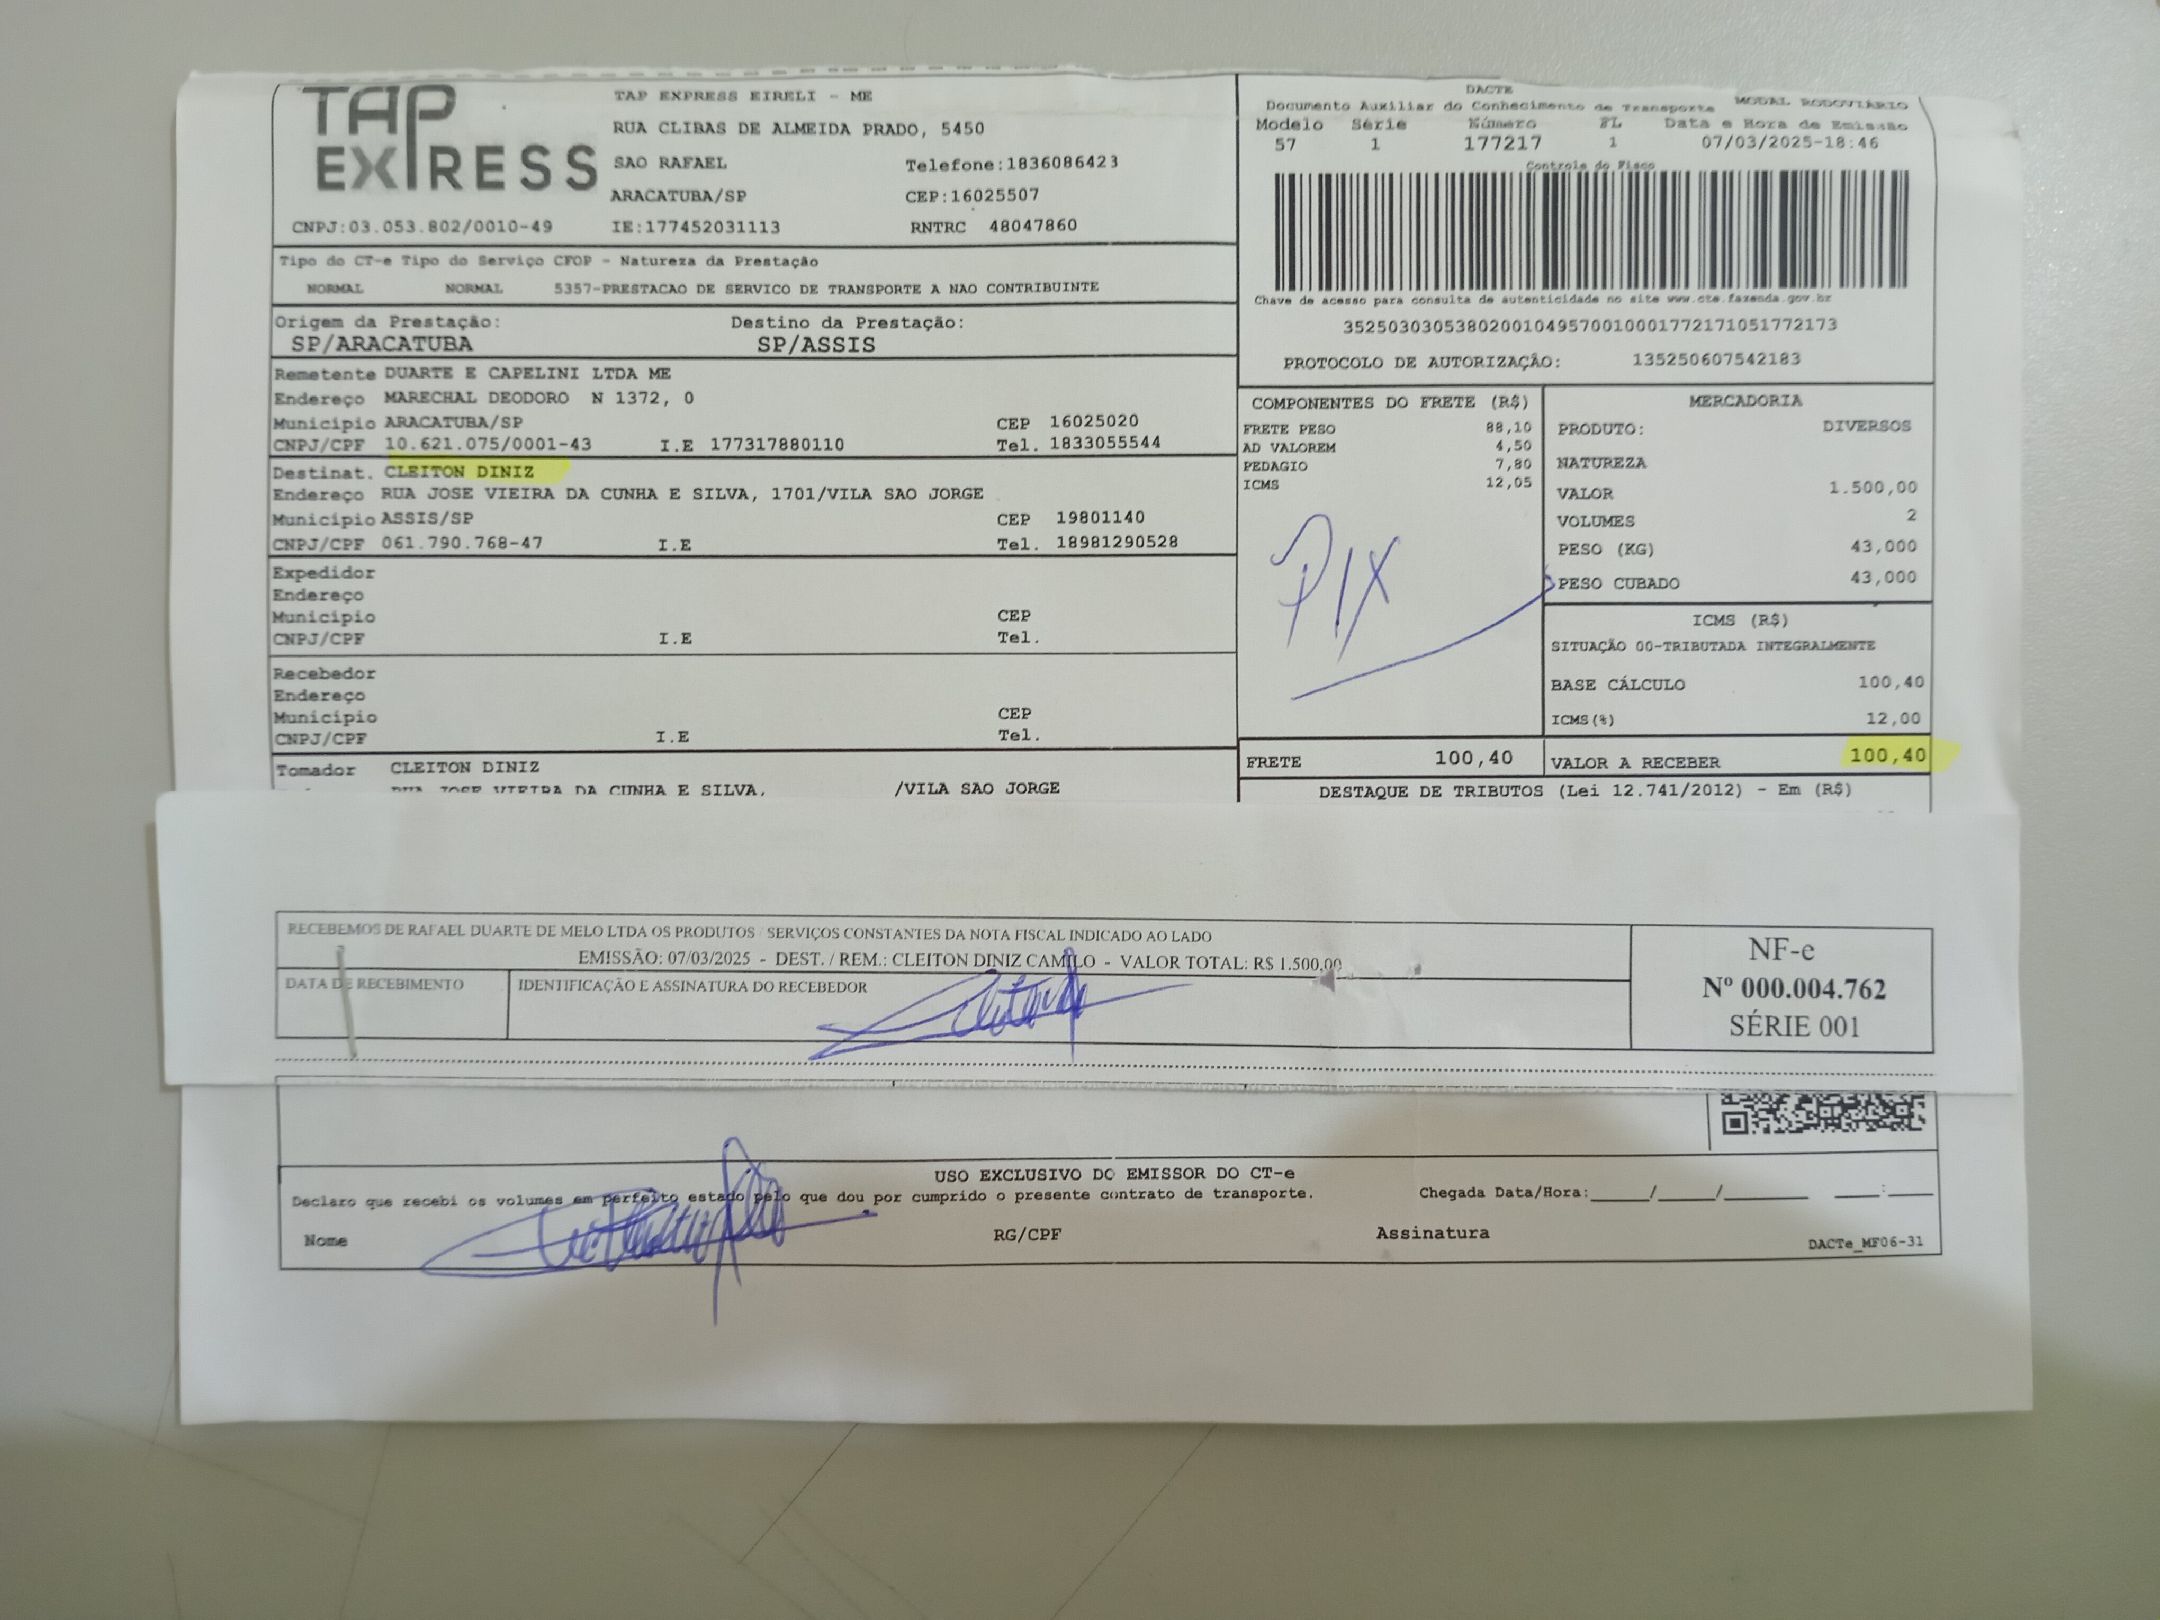 TAP EXPRESS
TAP EXPRESS EIRELI - ME
RUA CLIBAS DE ALMEIDA PRADO, 5450
SAO RAFAEL Telefone:1836086423
ARACATUBA/SP CEP:16025507
CNPJ:03.053.802/0010-49 IE:177452031113 RNTRC 48047860
DACTE
Documento Auxiliar do Conhecimento de Transporte MODAL RODOVIÁRIO
Modelo Série Número FL Data e Hora de Emissão
57 1 177217 1 07/03/2025-18:46
Controle do Fisco
Chave de acesso para consulta de autenticidade no site www.cte.fazenda.gov.br
35250303053802001049570010001772171051772173
PROTOCOLO DE AUTORIZAÇÃO: 135250607542183
Tipo do CT-e Tipo do Serviço CFOP - Natureza da Prestação
NORMAL NORMAL 5357-PRESTACAO DE SERVICO DE TRANSPORTE A NAO CONTRIBUINTE
Origem da Prestação: Destino da Prestação:
SP/ARACATUBA SP/ASSIS
Remetente DUARTE E CAPELINI LTDA ME
Endereço MARECHAL DEODORO N 1372, 0
Município ARACATUBA/SP CEP 16025020
CNPJ/CPF 10.621.075/0001-43 I.E 177317880110 Tel. 1833055544
Destinat. CLEITON DINIZ
Endereço RUA JOSE VIEIRA DA CUNHA E SILVA, 1701/VILA SAO JORGE
Município ASSIS/SP CEP 19801140
CNPJ/CPF 061.790.768-47 I.E Tel. 18981290528
Expedidor
Endereço
Município CEP
CNPJ/CPF I.E Tel.
Recebedor
Endereço
Município CEP
CNPJ/CPF I.E Tel.
Tomador CLEITON DINIZ
RUA JOSE VIEIRA DA CUNHA E SILVA, /VILA SAO JORGE
COMPONENTES DO FRETE (R$)
FRETE PESO 88,10
AD VALOREM 4,50
PEDAGIO 7,80
ICMS 12,05
PIX
FRETE 100,40
MERCADORIA
PRODUTO: DIVERSOS
NATUREZA
VALOR 1.500,00
VOLUMES 2
PESO (KG) 43,000
PESO CUBADO 43,000
ICMS (R$)
SITUAÇÃO 00-TRIBUTADA INTEGRALMENTE
BASE CÁLCULO 100,40
ICMS(%) 12,00
VALOR A RECEBER 100,40
DESTAQUE DE TRIBUTOS (Lei 12.741/2012) - Em (R$)
RECEBEMOS DE RAFAEL DUARTE DE MELO LTDA OS PRODUTOS / SERVIÇOS CONSTANTES DA NOTA FISCAL INDICADO AO LADO
EMISSÃO: 07/03/2025 - DEST. / REM.: CLEITON DINIZ CAMILO - VALOR TOTAL: R$ 1.500,00
DATA DE RECEBIMENTO IDENTIFICAÇÃO E ASSINATURA DO RECEBEDOR
NF-e
Nº 000.004.762
SÉRIE 001
USO EXCLUSIVO DO EMISSOR DO CT-e
Declaro que recebi os volumes em perfeito estado pelo que dou por cumprido o presente contrato de transporte. Chegada Data/Hora:_____/_____/_______ ____:____
Nome RG/CPF Assinatura
DACTe_MF06-31